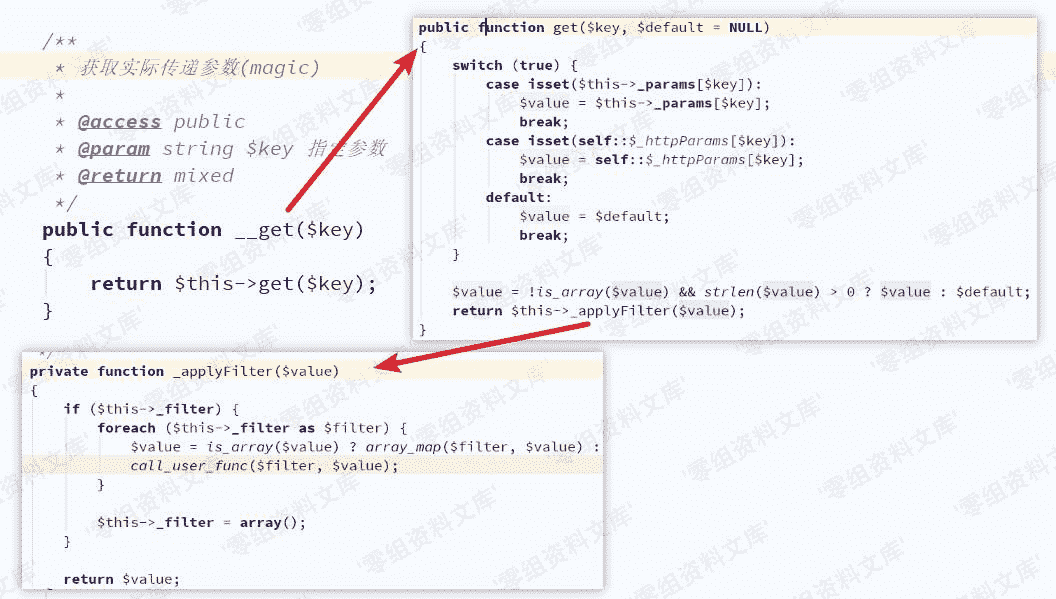 /**
* 获取实际传递参数(magic)
*
* @access public
* @param string $key 指定参数
* @return mixed
*/
public function __get($key)
{
return $this->get($key);
}
public function get($key, $default = NULL)
{
switch (true) {
case isset($this->_params[$key]):
$value = $this->_params[$key];
break;
case isset(self::$_httpParams[$key]):
$value = self::$_httpParams[$key];
break;
default:
$value = $default;
break;
}
$value = !is_array($value) && strlen($value) > 0 ? $value : $default;
return $this->_applyFilter($value);
}
*/
private function _applyFilter($value)
{
if ($this->_filter) {
foreach ($this->_filter as $filter) {
$value = is_array($value) ? array_map($filter, $value) :
call_user_func($filter, $value);
}
$this->_filter = array();
}
return $value;
'零组资料文库'